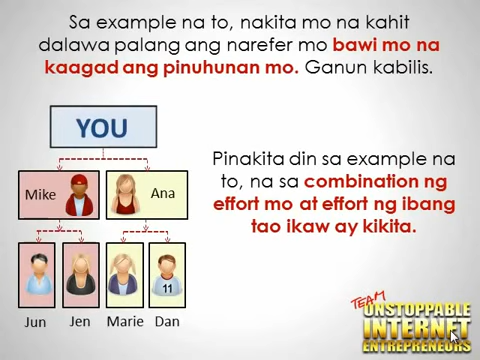 Sa example na to, nakita mo na kahit
dalawa palang ang narefer mo bawi mo na
kaagad ang pinuhunan mo. Ganun kabilis.
YOU
Mike
Ana
Pinakita din sa example na
to, na sa combination ng
effort mo at effort ng ibang
tao ikaw ay kikita.
11
Jun
Jen
Marie
Dan
TEAM
UNSTOPPABLE
INTERNET
ENTREPRENEURS